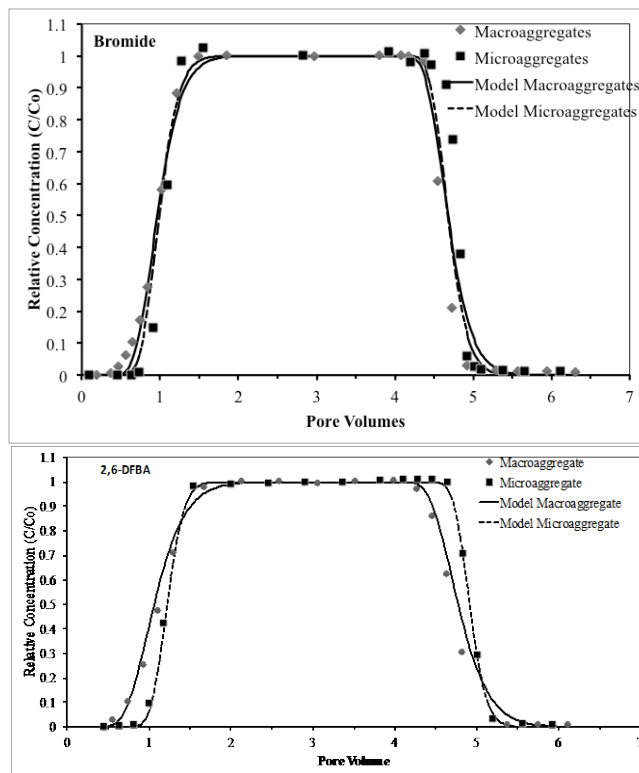 Bromide
Macroaggregates
Microaggregates
Model Macroaggregates
Model Microaggregates
Relative Concentration (C/Co)
1.1
1
0.9
0.8
0.7
0.6
0.5
0.4
0.3
0.2
0.1
0
0 1 2 3 4 5 6 7
Pore Volumes
2,6-DFBA
Macroaggregate
Microaggregate
Model Macroaggregate
Model Microaggregate
Relative Concentration (C/Co)
1.1
1
0.9
0.8
0.7
0.6
0.5
0.4
0.3
0.2
0.1
0
0 1 2 3 4 5 6 7
Pore Volume